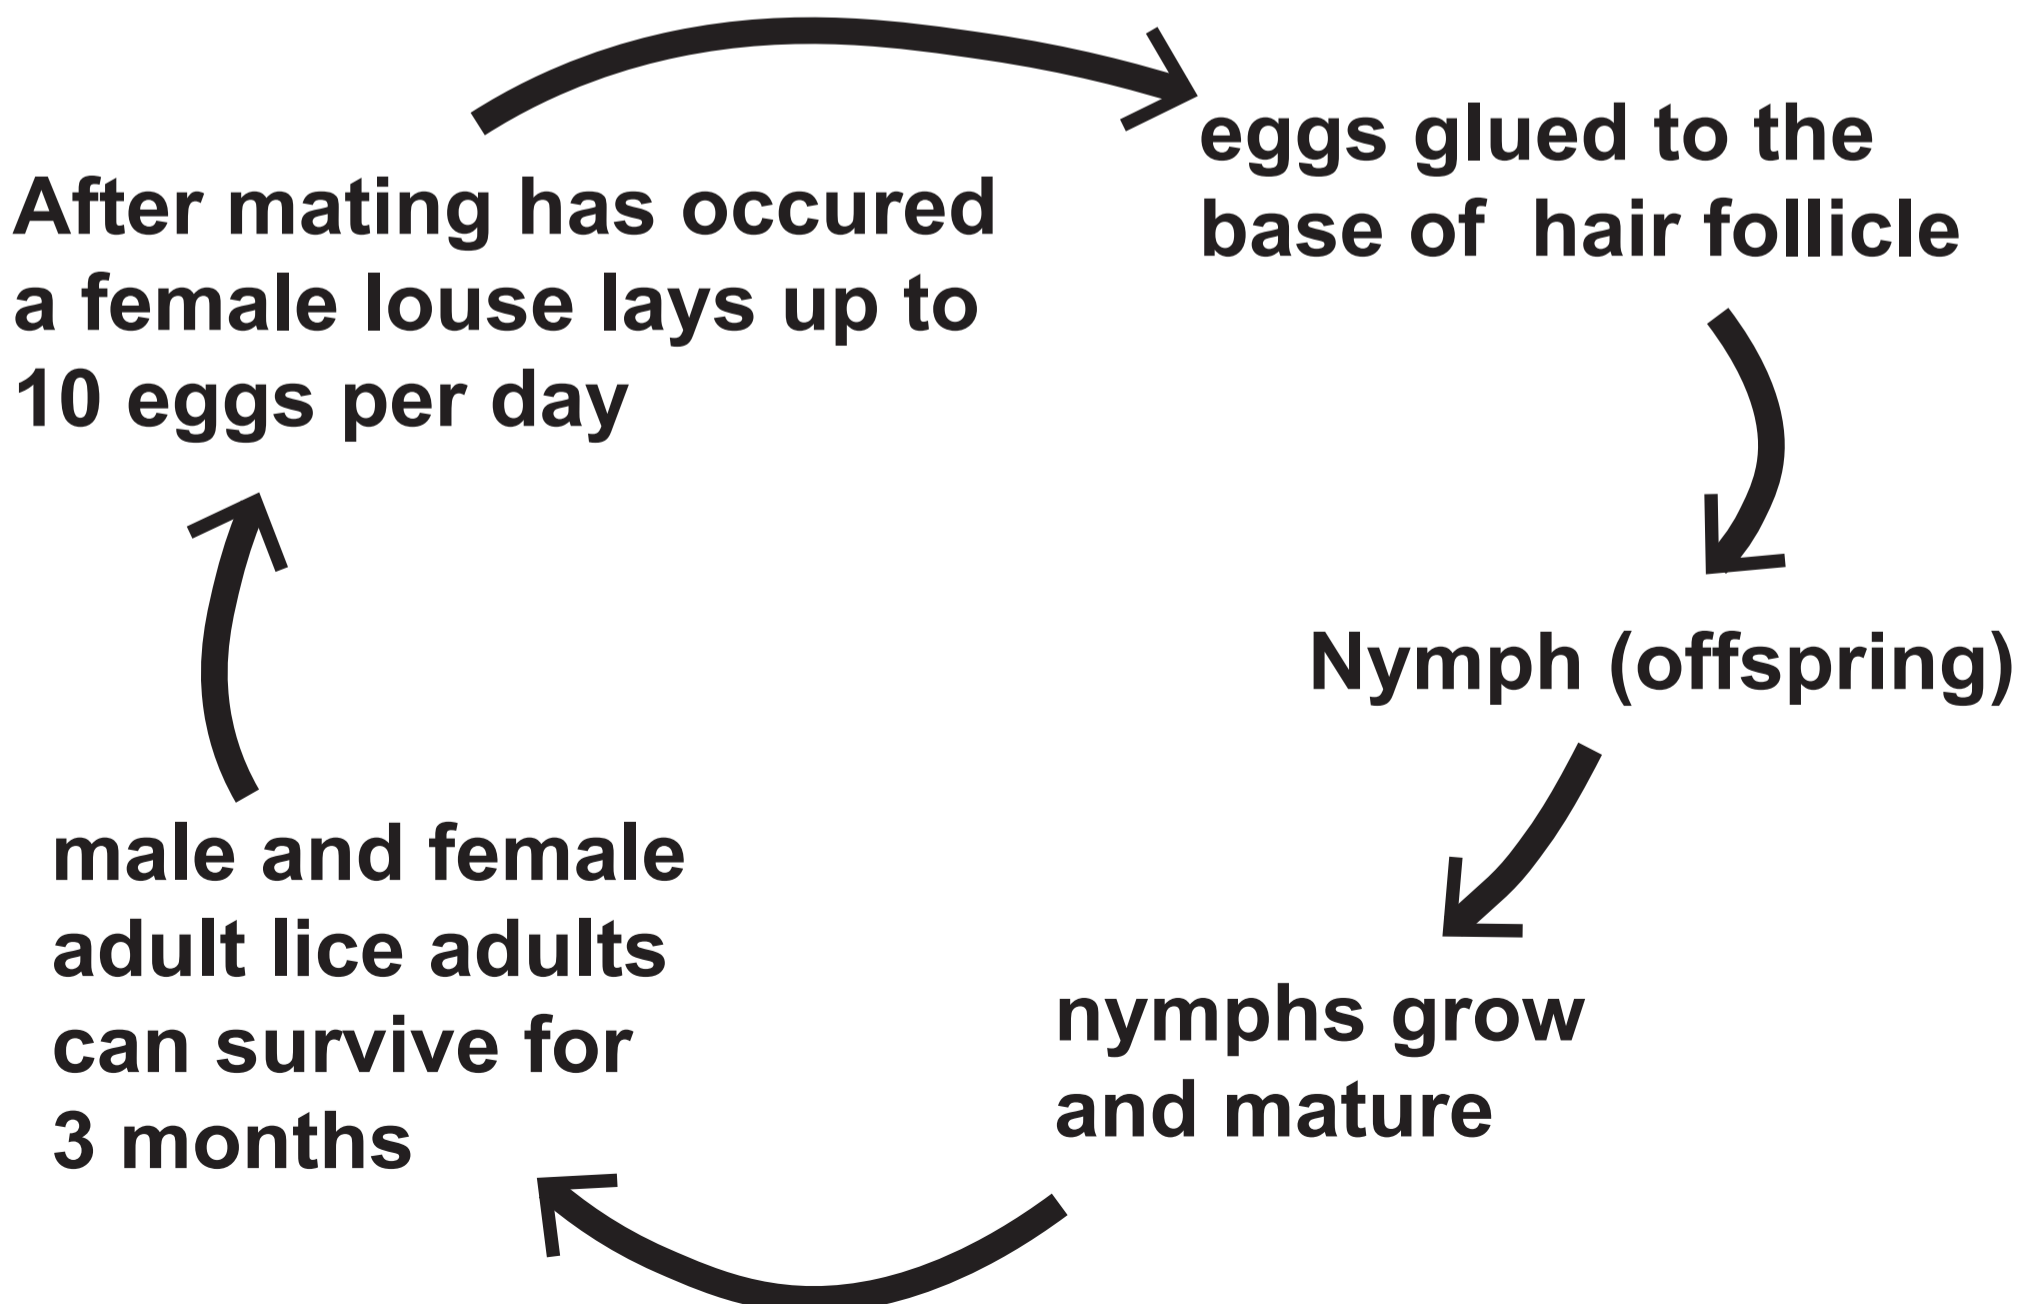 After mating has occured
a female louse lays up to
10 eggs per day
eggs glued to the
base of hair follicle
Nymph (offspring)
nymphs grow
and mature
male and female
adult lice adults
can survive for
3 months